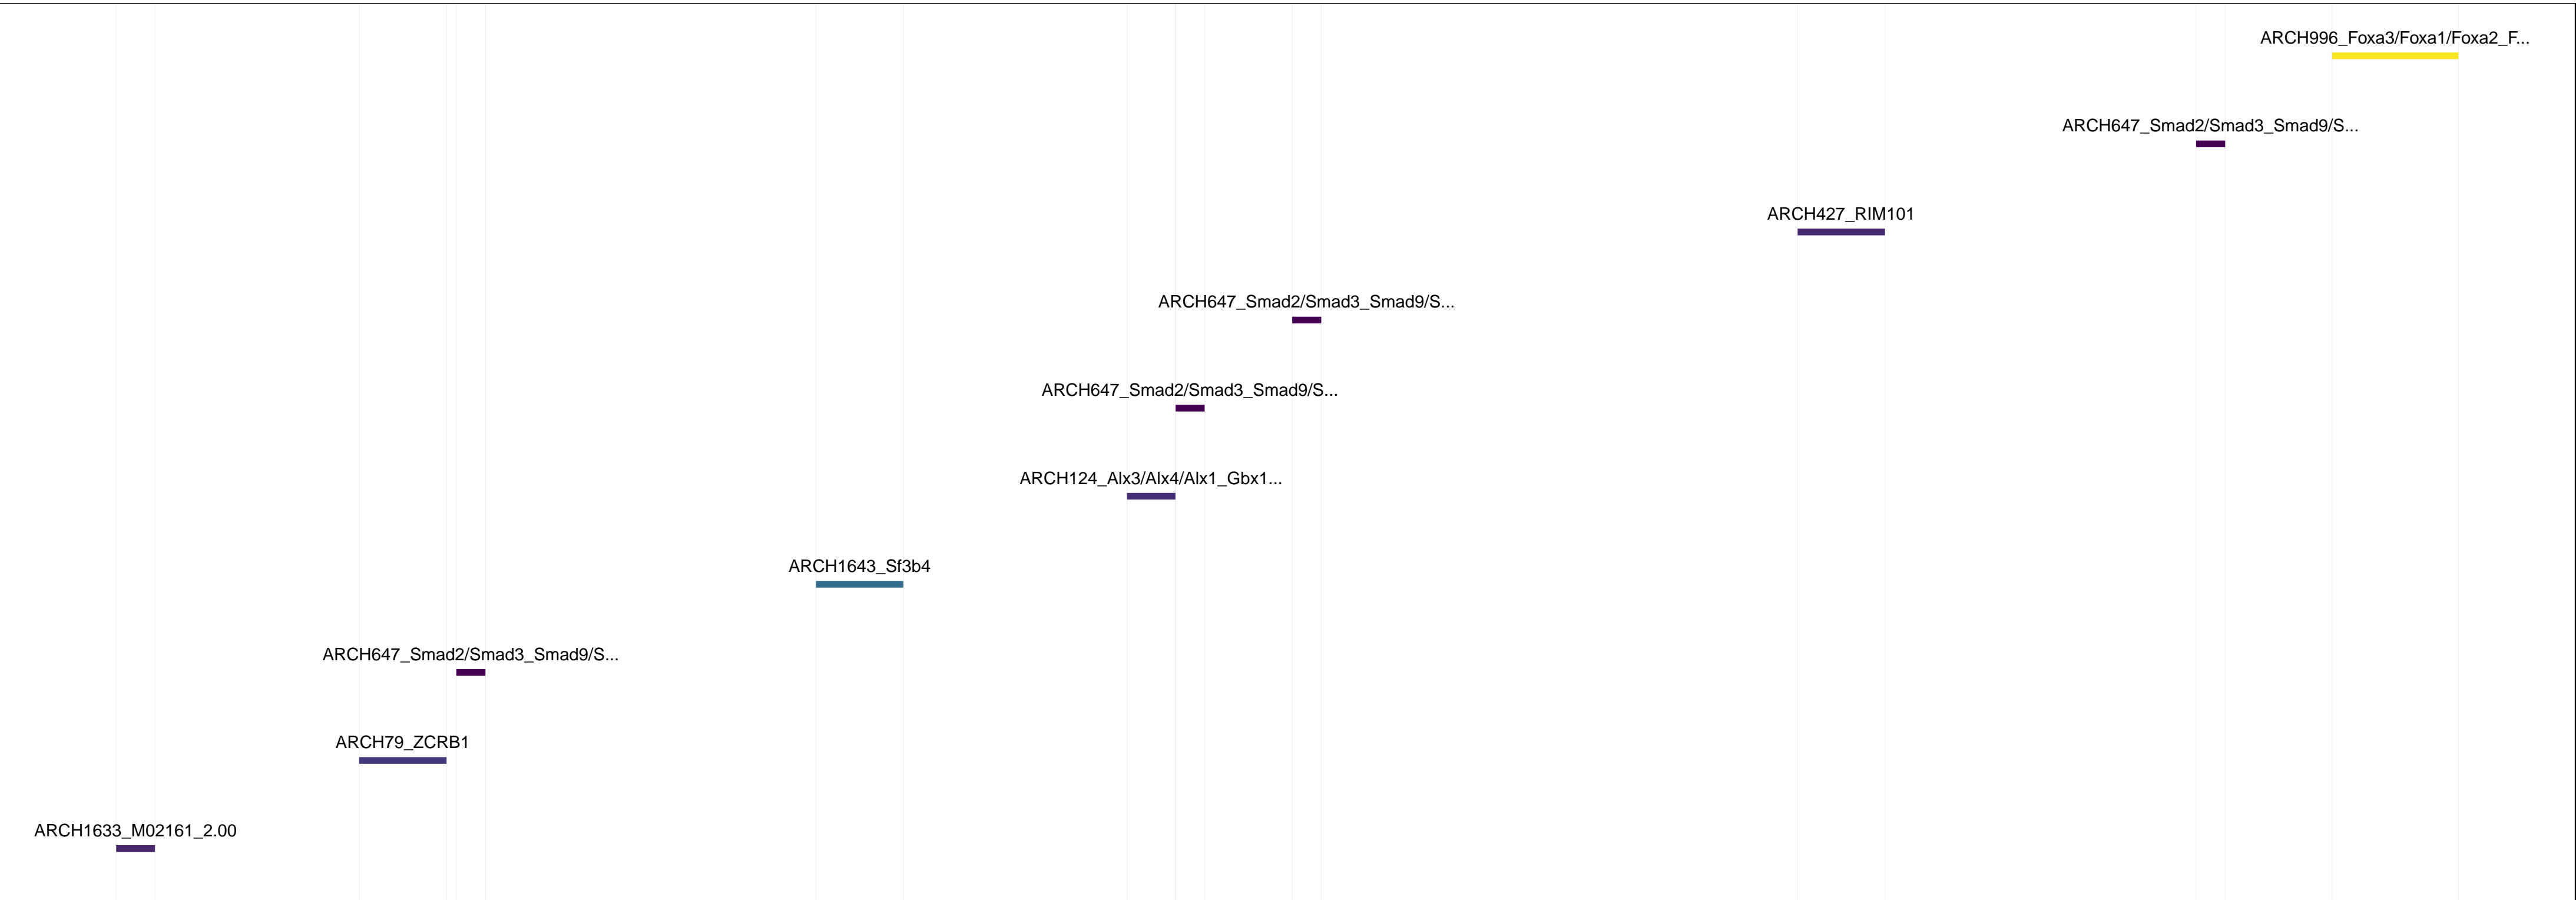 ARCH996_Foxa3/Foxa1/Foxa2_F...
ARCH647_Smad2/Smad3_Smad9/S...
ARCH427_RIM101
ARCH647_Smad2/Smad3_Smad9/S...
ARCH647_Smad2/Smad3_Smad9/S...
ARCH124_Alx3/Alx4/Alx1_Gbx1...
ARCH1643_Sf3b4
ARCH647_Smad2/Smad3_Smad9/S...
ARCH79_ZCRB1
ARCH1633_M02161_2.00